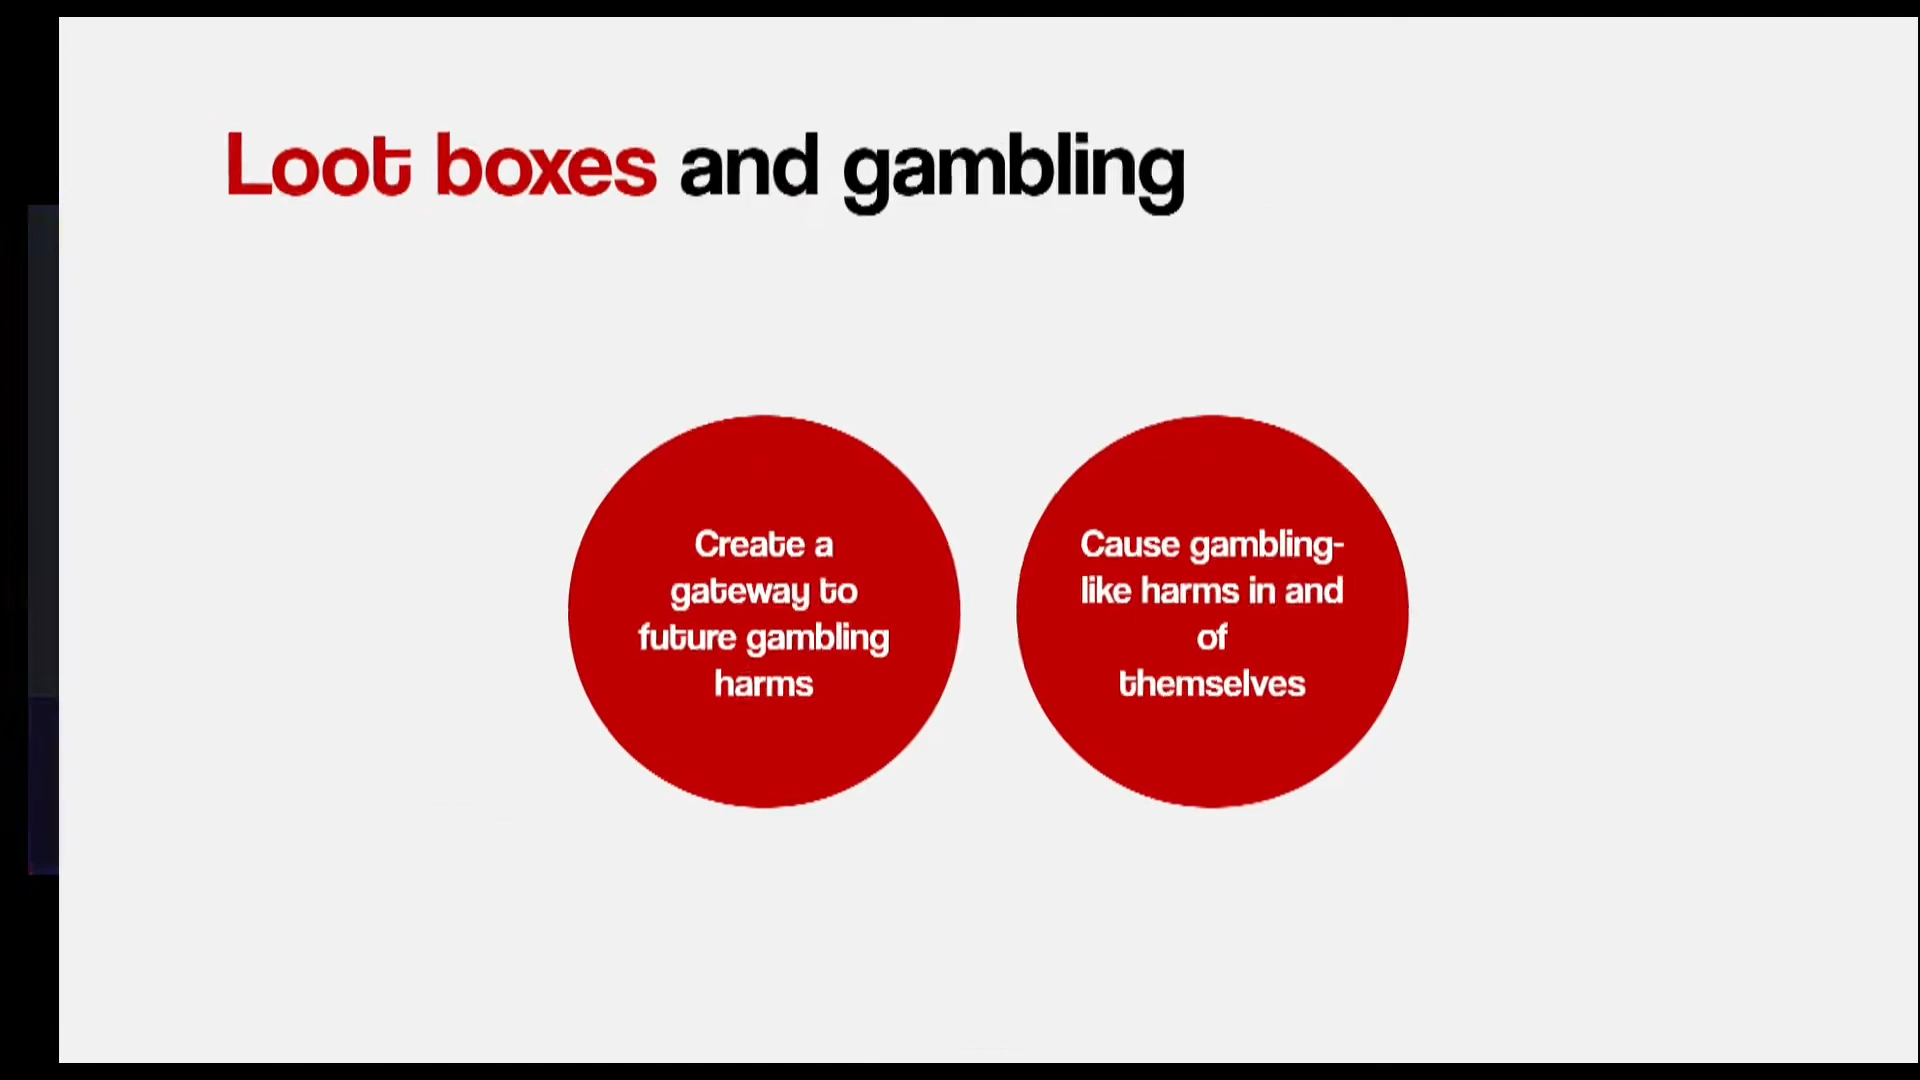 Loot boxes and gambling
Create a
gateway to
future gambling
harms
Cause gambling-
like harms in and
of
themselves